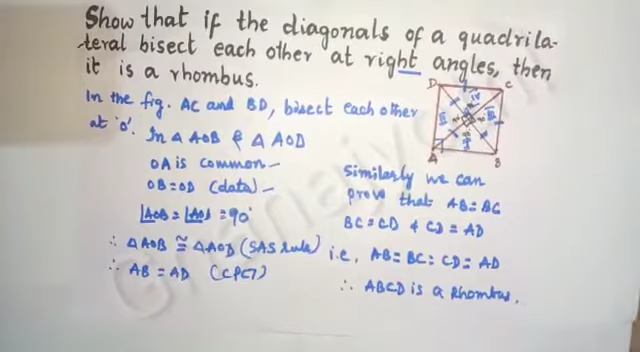 Show that if the diagonals of a quadrila-
teral bisect each other at right angles, then
it is a rhombus.
In the fig. AC and BD, bisect each other
at 'o'.
In △ AOB & △ AOD
OA is common -
OB = OD (data) -
∠AOB = ∠AOD = 90°
∴ △AOB ≅ △AOD (SAS rule)
∴ AB = AD (CPCT)
D C
A B
I
II
III
IV
Similarly we can
prove that AB = BC
BC = CD & CD = AD
i.e, AB = BC = CD = AD
∴ ABCD is a Rhombus.